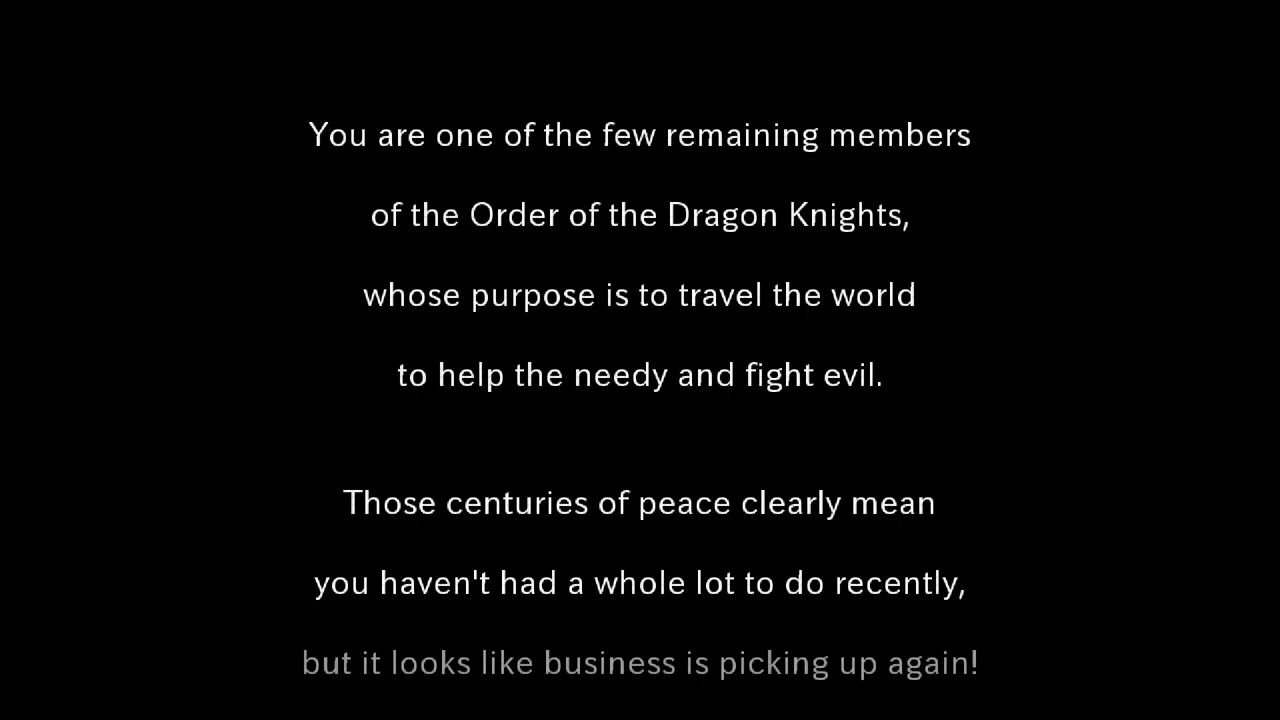 You are one of the few remaining members
of the Order of the Dragon Knights,
whose purpose is to travel the world
to help the needy and fight evil.
Those centuries of peace clearly mean
you haven't had a whole lot to do recently,
but it looks like business is picking up again!